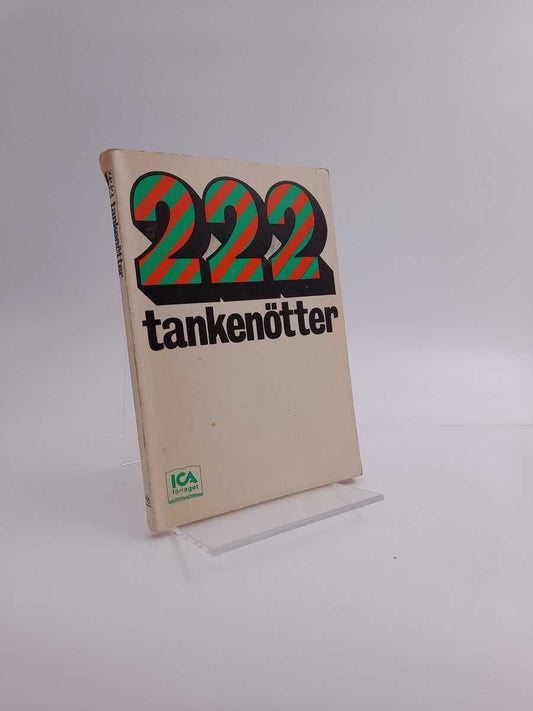 222 tankenötter
222
tankenötter
ICA
förlaget